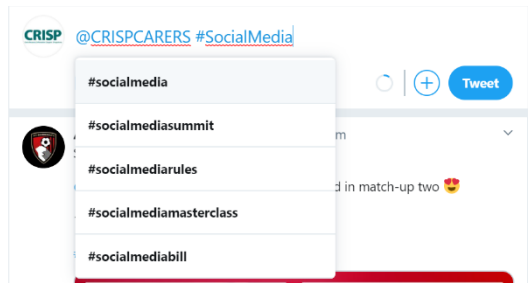 CRISP
@CRISPCARERS #SocialMedia
#socialmedia
Tweet
#socialmediasummit
m
#socialmediarules
d in match-up two 😍
#socialmediamasterclass
#socialmediabill